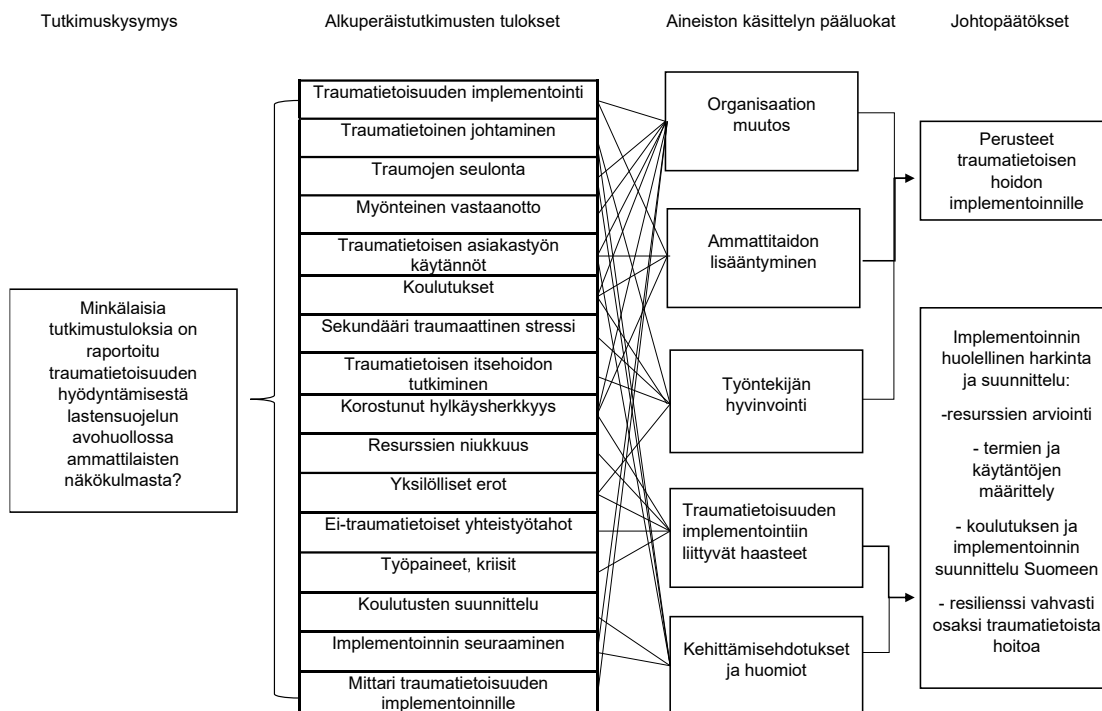 Tutkimuskysymys
Alkuperäistutkimusten tulokset
Aineiston käsittelyn pääluokat
Johtopäätökset
Minkälaisia
tutkimustuloksia on
raportoitu
traumatietoisuuden
hyödyntämisestä
lastensuojelun
avohuollossa
ammattilaisten
näkökulmasta?
Traumatietoisuuden implementointi
Traumatietoinen johtaminen
Traumojen seulonta
Myönteinen vastaanotto
Traumatietoisen asiakastyön
käytännöt
Koulutukset
Sekundääri traumaattinen stressi
Traumatietoisen itsehoidon
tutkiminen
Korostunut hylkäysherkkyys
Resurssien niukkuus
Yksilölliset erot
Ei-traumatietoiset yhteistyötahot
Työpaineet, kriisit
Koulutusten suunnittelu
Implementoinnin seuraaminen
Mittari traumatietoisuuden
implementoinnille
Organisaation
muutos
Ammattitaidon
lisääntyminen
Työntekijän
hyvinvointi
Traumatietoisuuden
implementointiin
liittyvät haasteet
Kehittämisehdotukset
ja huomiot
Perusteet
traumatietoisen
hoidon
implementoinnille
Implementoinnin
huolellinen harkinta
ja suunnittelu:
-resurssien arviointi
- termien ja
käytäntöjen
määrittely
- koulutuksen ja
implementoinnin
suunnittelu Suomeen
- resilienssi vahvasti
osaksi traumatietoista
hoitoa